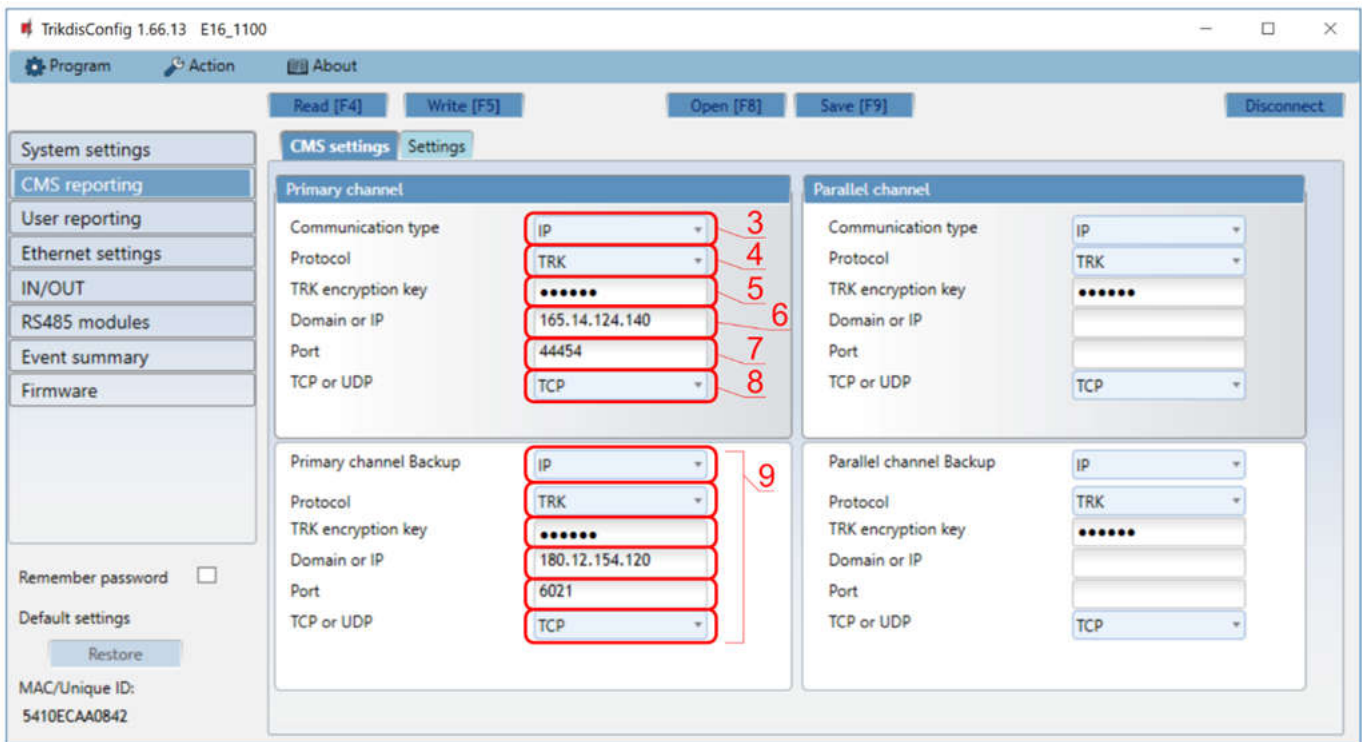 TrikdisConfig 1.66.13 E16_1100
Program Action About
Read [F4] Write [F5] Open [F8] Save [F9] Disconnect
System settings
CMS reporting
User reporting
Ethernet settings
IN/OUT
RS485 modules
Event summary
Firmware
Remember password
Default settings
Restore
MAC/Unique ID:
5410ECAA0842
CMS settings Settings
Primary channel
Communication type IP 3
Protocol TRK 4
TRK encryption key ●●●●●● 5
Domain or IP 165.14.124.140 6
Port 44454 7
TCP or UDP TCP 8
Primary channel Backup IP 9
Protocol TRK
TRK encryption key ●●●●●●
Domain or IP 180.12.154.120
Port 6021
TCP or UDP TCP
Parallel channel
Communication type IP
Protocol TRK
TRK encryption key ●●●●●●
Domain or IP
Port
TCP or UDP TCP
Parallel channel Backup IP
Protocol TRK
TRK encryption key ●●●●●●
Domain or IP
Port
TCP or UDP TCP